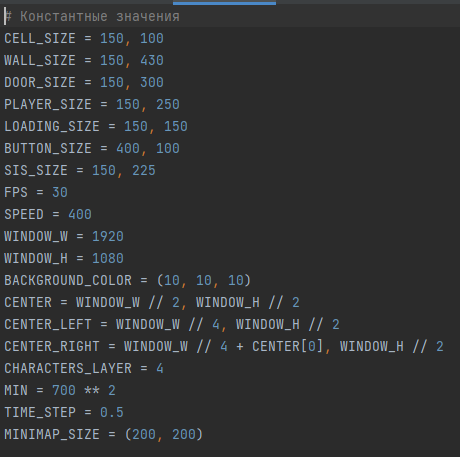 # Константные значения
CELL_SIZE = 150, 100
WALL_SIZE = 150, 430
DOOR_SIZE = 150, 300
PLAYER_SIZE = 150, 250
LOADING_SIZE = 150, 150
BUTTON_SIZE = 400, 100
SIS_SIZE = 150, 225
FPS = 30
SPEED = 400
WINDOW_W = 1920
WINDOW_H = 1080
BACKGROUND_COLOR = (10, 10, 10)
CENTER = WINDOW_W // 2, WINDOW_H // 2
CENTER_LEFT = WINDOW_W // 4, WINDOW_H // 2
CENTER_RIGHT = WINDOW_W // 4 + CENTER[0], WINDOW_H // 2
CHARACTERS_LAYER = 4
MIN = 700 ** 2
TIME_STEP = 0.5
MINIMAP_SIZE = (200, 200)